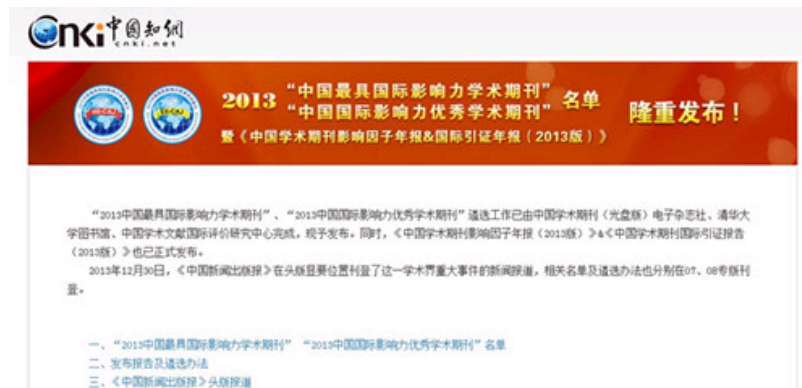 cnki中国知网
cnki.net
2013 “中国最具国际影响力学术期刊”
“中国国际影响力优秀学术期刊” 名单 隆重发布！
暨《中国学术期刊影响因子年报&国际引证年报（2013版）》
“2013中国最具国际影响力学术期刊”、“2013中国国际影响力优秀学术期刊”遴选工作已由中国学术期刊（光盘版）电子杂志社、清华大
学图书馆、中国学术文献国际评价研究中心完成，现予发布。同时，《中国学术期刊影响因子年报（2013版）》&《中国学术期刊国际引证报告
（2013版）》也已正式发布。
2013年12月30日，《中国新闻出版报》在头版显要位置刊登了这一学术界重大事件的新闻报道，相关名单及遴选办法也分别在07、08专版刊
登。
一、“2013中国最具国际影响力学术期刊” “2013中国国际影响力优秀学术期刊”名单
二、发布报告及遴选办法
三、《中国新闻出版报》头版报道